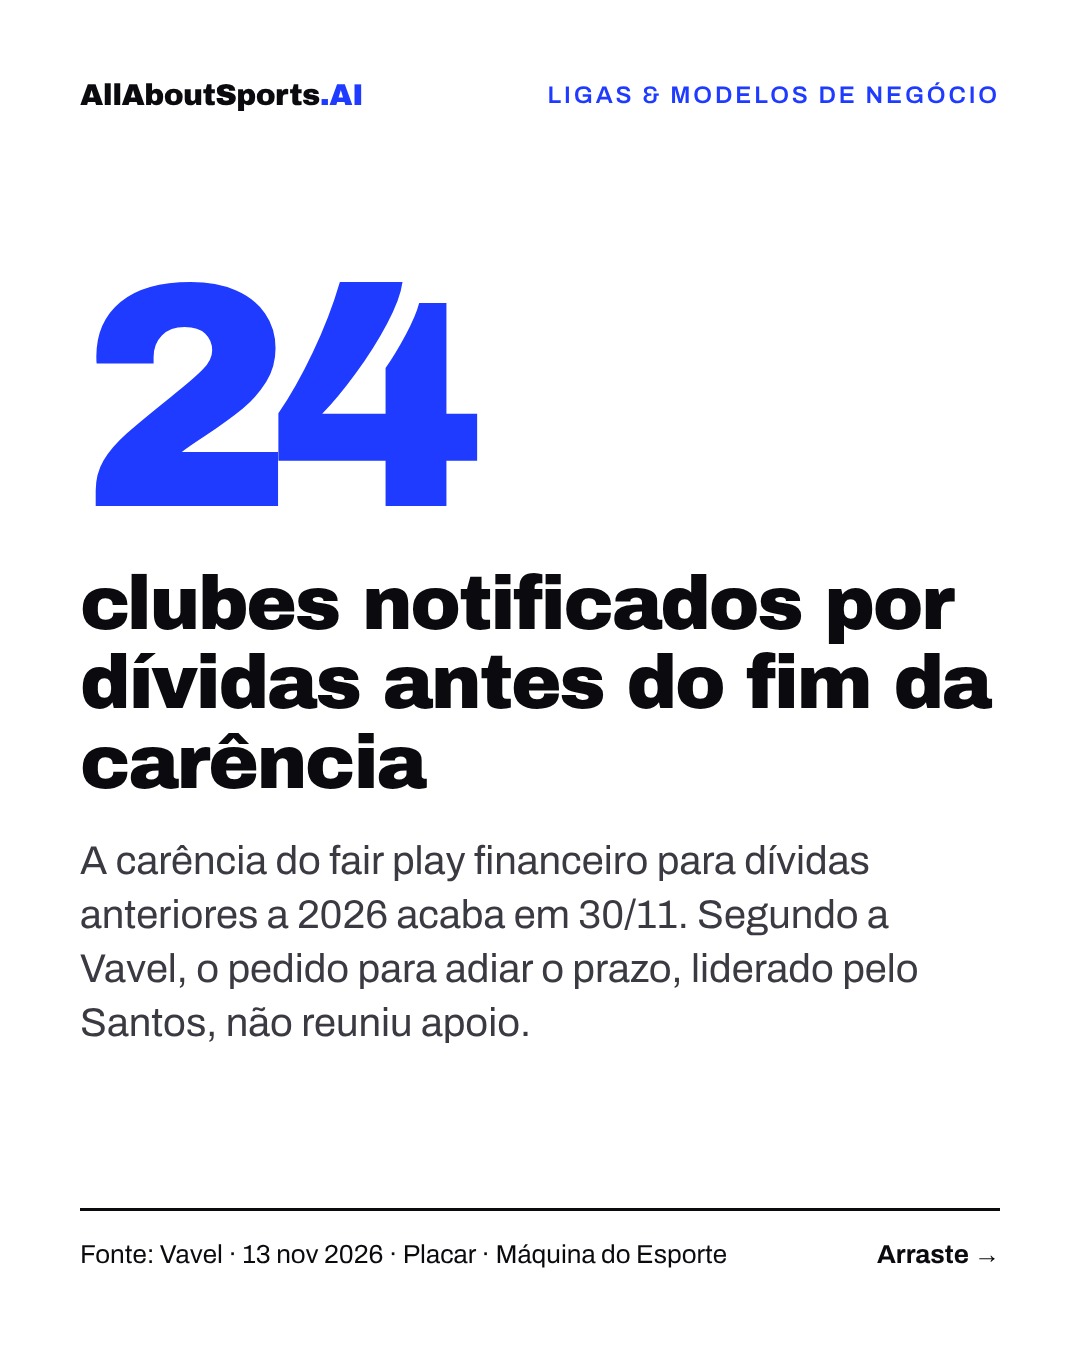 AllAboutSports.AI
LIGAS & MODELOS DE NEGÓCIO
24
clubes notificados por
dívidas antes do fim da
carência
A carência do fair play financeiro para dívidas
anteriores a 2026 acaba em 30/11. Segundo a
Vavel, o pedido para adiar o prazo, liderado pelo
Santos, não reuniu apoio.
Fonte: Vavel · 13 nov 2026 · Placar · Máquina do Esporte
Arraste →